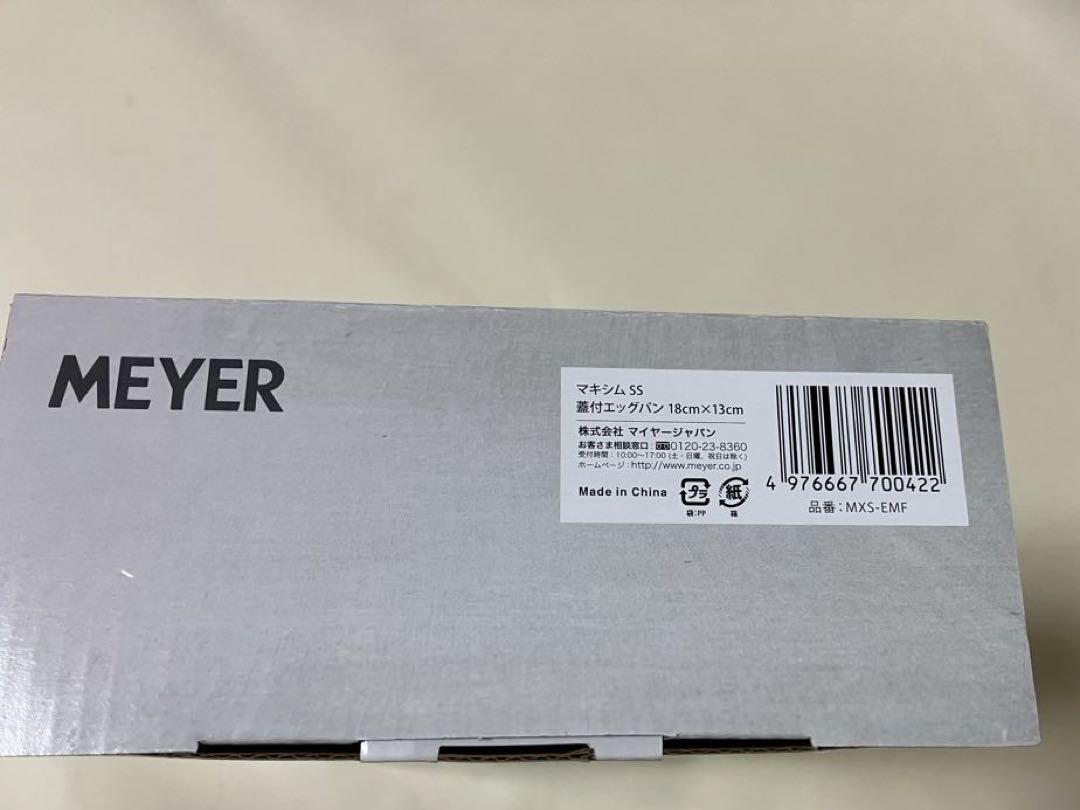 MEYER
マキシム SS
蓋付エッグパン 18cm×13cm
株式会社 マイヤージャパン
お客さま相談窓口:0120-23-8360
受付時間:10:00〜17:00 (土・日曜、祝日は除く)
ホームページ:http://www.meyer.co.jp
Made in China
プラ
紙
袋:PP
箱
4 976667 700422
品番:MXS-EMF